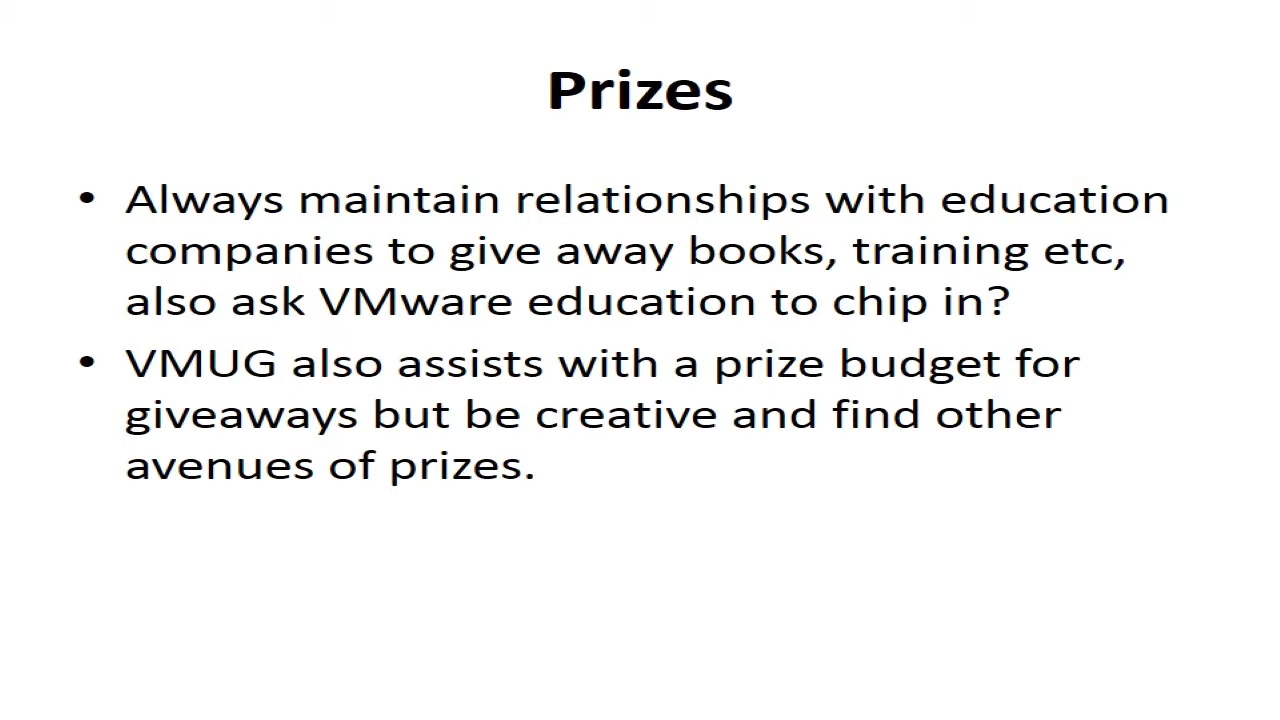 Prizes
• Always maintain relationships with education
companies to give away books, training etc,
also ask VMware education to chip in?
• VMUG also assists with a prize budget for
giveaways but be creative and find other
avenues of prizes.